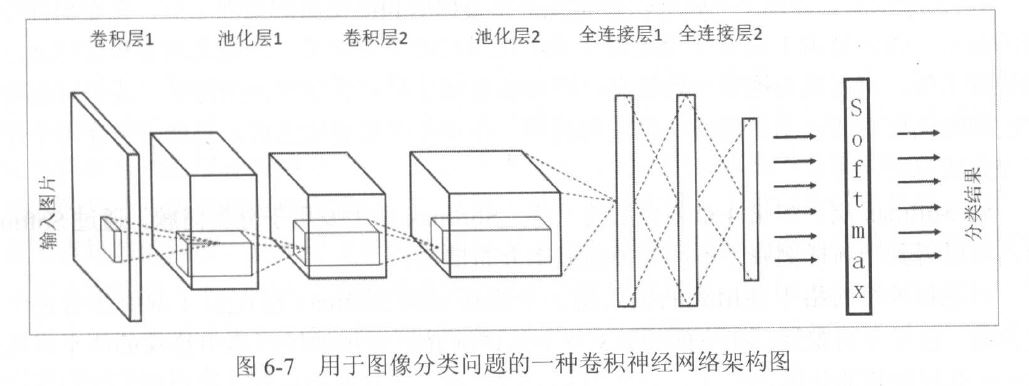 卷积层1 池化层1 卷积层2 池化层2 全连接层1 全连接层2
输入图片
Softmax
分类结果
图 6-7 用于图像分类问题的一种卷积神经网络架构图